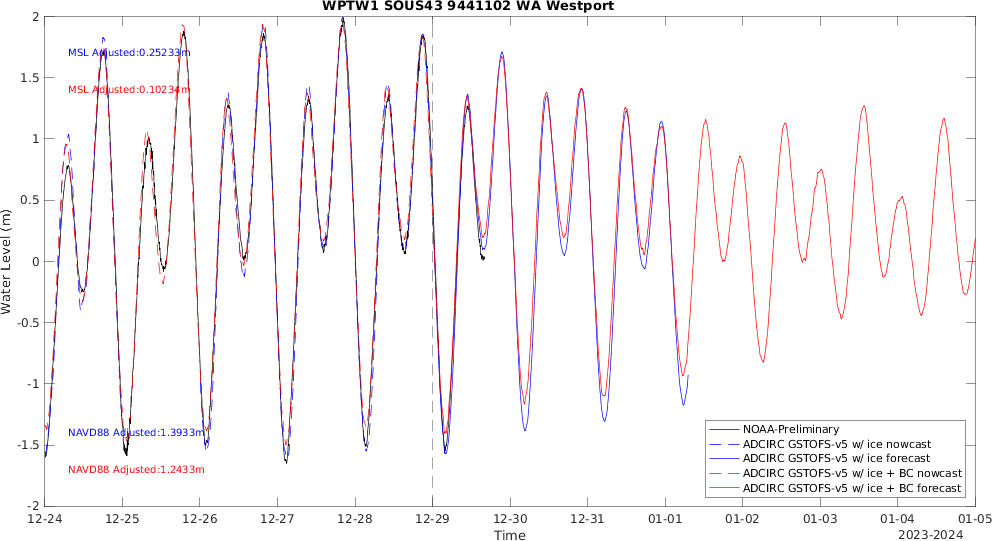 WPTW1 SOUS43 9441102 WA Westport
2
1.5
1
0.5
0
-0.5
-1
-1.5
-2
Water Level (m)
MSL Adjusted:0.25233m
MSL Adjusted:0.10234m
NAVD88 Adjusted:1.3933m
NAVD88 Adjusted:1.2433m
NOAA-Preliminary
ADCIRC GSTOFS-v5 w/ ice nowcast
ADCIRC GSTOFS-v5 w/ ice forecast
ADCIRC GSTOFS-v5 w/ ice + BC nowcast
ADCIRC GSTOFS-v5 w/ ice + BC forecast
12-24 12-25 12-26 12-27 12-28 12-29 12-30 12-31 01-01 01-02 01-03 01-04 01-05
Time
2023-2024